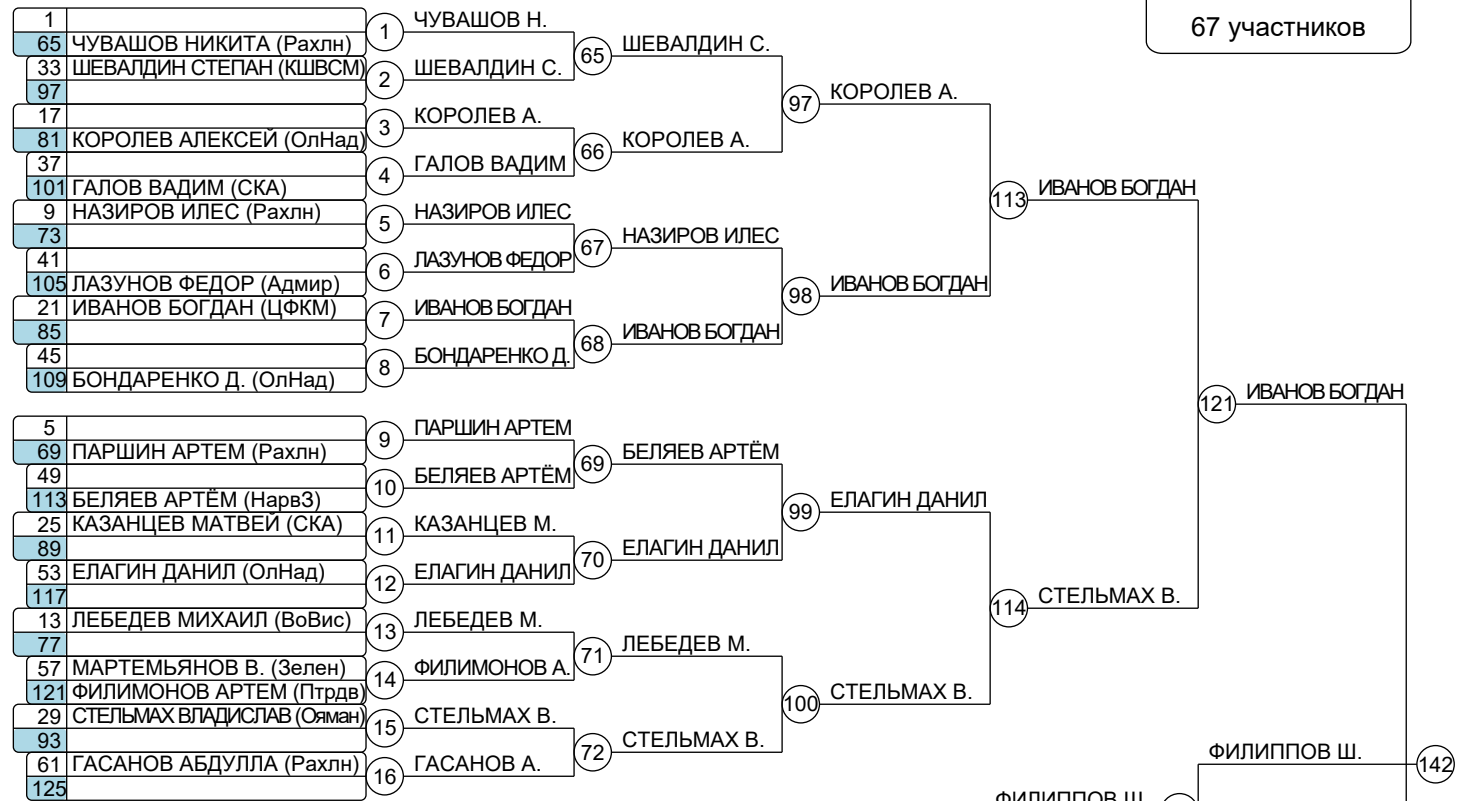 67 участников
1
65 ЧУВАШОВ НИКИТА (Рахлн)
33 ШЕВАЛДИН СТЕПАН (КШВСМ)
97
17
81 КОРОЛЕВ АЛЕКСЕЙ (ОлНад)
37
101 ГАЛОВ ВАДИМ (СКА)
9 НАЗИРОВ ИЛЕС (Рахлн)
73
41
105 ЛАЗУНОВ ФЕДОР (Адмир)
21 ИВАНОВ БОГДАН (ЦФКМ)
85
45
109 БОНДАРЕНКО Д. (ОлНад)
5
69 ПАРШИН АРТЕМ (Рахлн)
49
113 БЕЛЯЕВ АРТЁМ (НарвЗ)
25 КАЗАНЦЕВ МАТВЕЙ (СКА)
89
53 ЕЛАГИН ДАНИЛ (ОлНад)
117
13 ЛЕБЕДЕВ МИХАИЛ (ВоВис)
77
57 МАРТЕМЬЯНОВ В. (Зелен)
121 ФИЛИМОНОВ АРТЕМ (Птрдв)
29 СТЕЛЬМАХ ВЛАДИСЛАВ (Ояман)
93
61 ГАСАНОВ АБДУЛЛА (Рахлн)
125
1 ЧУВАШОВ Н.
2 ШЕВАЛДИН С.
3 КОРОЛЕВ А.
4 ГАЛОВ ВАДИМ
5 НАЗИРОВ ИЛЕС
6 ЛАЗУНОВ ФЕДОР
7 ИВАНОВ БОГДАН
8 БОНДАРЕНКО Д.
9 ПАРШИН АРТЕМ
10 БЕЛЯЕВ АРТЁМ
11 КАЗАНЦЕВ М.
12 ЕЛАГИН ДАНИЛ
13 ЛЕБЕДЕВ М.
14 ФИЛИМОНОВ А.
15 СТЕЛЬМАХ В.
16 ГАСАНОВ А.
65 ШЕВАЛДИН С.
66 КОРОЛЕВ А.
67 НАЗИРОВ ИЛЕС
68 ИВАНОВ БОГДАН
69 БЕЛЯЕВ АРТЁМ
70 ЕЛАГИН ДАНИЛ
71 ЛЕБЕДЕВ М.
72 СТЕЛЬМАХ В.
97 КОРОЛЕВ А.
98 ИВАНОВ БОГДАН
99 ЕЛАГИН ДАНИЛ
100 СТЕЛЬМАХ В.
113 ИВАНОВ БОГДАН
114 СТЕЛЬМАХ В.
121 ИВАНОВ БОГДАН
ФИЛИППОВ Ш.
142
ФИЛИППОВ Ш.